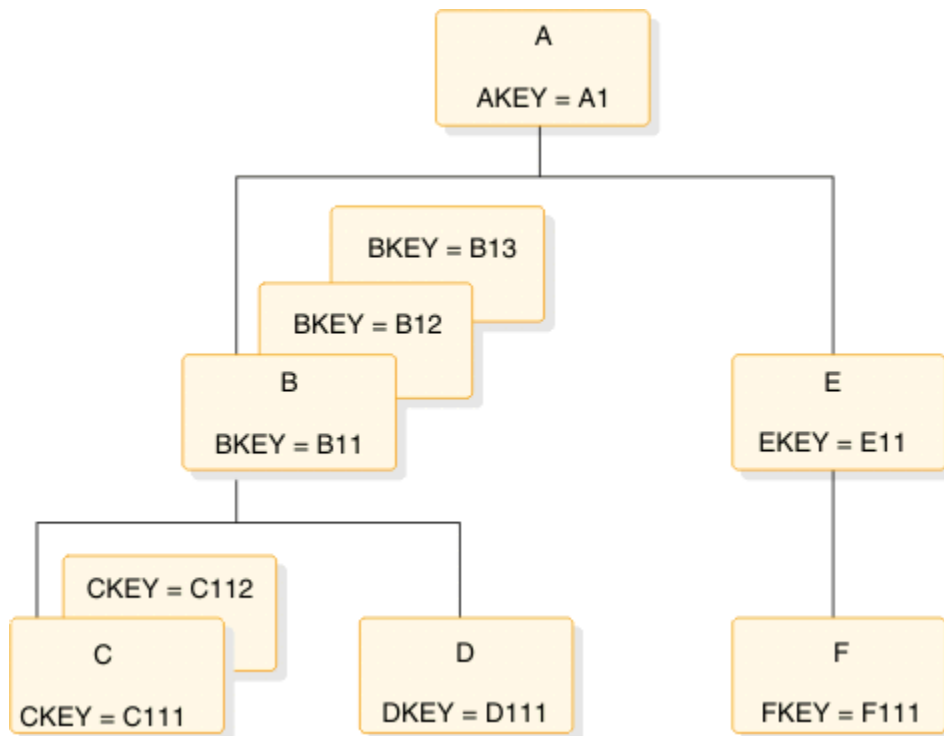 A
AKEY = A1
BKEY = B13
BKEY = B12
B
BKEY = B11
E
EKEY = E11
CKEY = C112
C
CKEY = C111
D
DKEY = D111
F
FKEY = F111